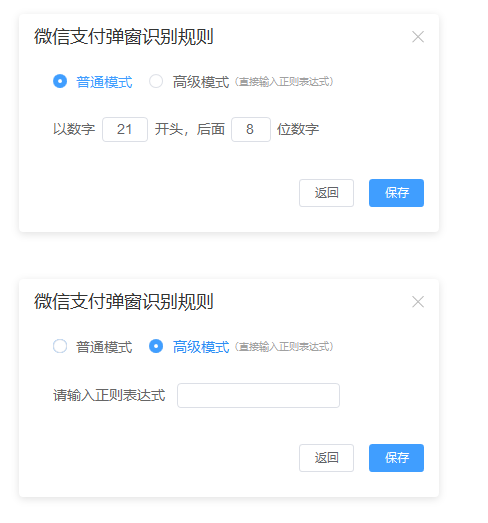 微信支付弹窗识别规则
普通模式 高级模式（直接输入正则表达式）
以数字 21 开头，后面 8 位数字
返回 保存
微信支付弹窗识别规则
普通模式 高级模式（直接输入正则表达式）
请输入正则表达式
返回 保存